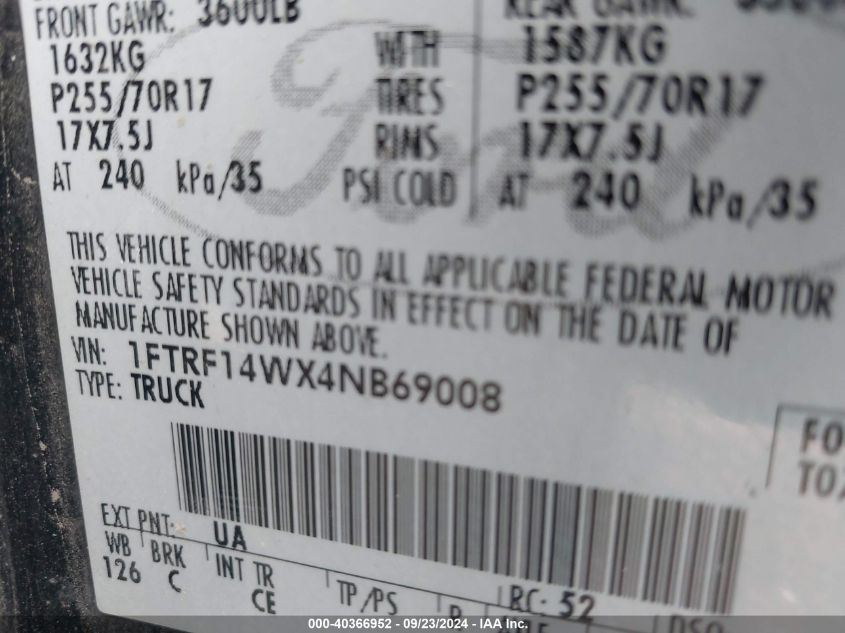 FRONT GAWR: 3600LB REAR GAWR:
1632KG WITH 1587KG
P255/70R17 TIRES P255/70R17
17X7.5J RIMS 17X7.5J
AT 240 kPa/35 PSI COLD AT 240 kPa/35
THIS VEHICLE CONFORMS TO ALL APPLICABLE FEDERAL MOTOR
VEHICLE SAFETY STANDARDS IN EFFECT ON THE DATE OF
MANUFACTURE SHOWN ABOVE.
VIN: 1FTRF14WX4NB69008
TYPE: TRUCK
EXT PNT: UA
WB BRK INT TR TP/PS RC: 52
126 C CE
000 - 40366952 - 09/23/2024 - IAA Inc.